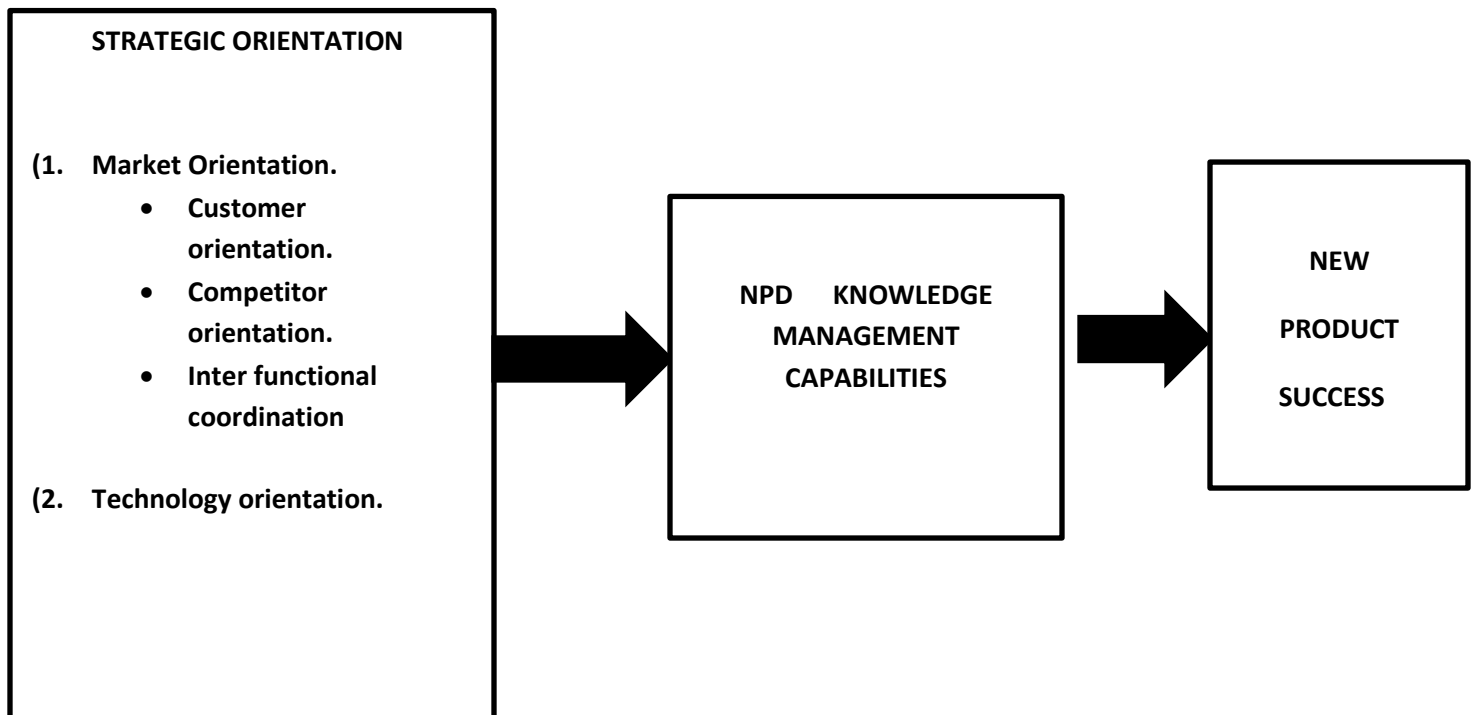 STRATEGIC ORIENTATION
(1. Market Orientation.
• Customer
orientation.
• Competitor
orientation.
• Inter functional
coordination
(2. Technology orientation.
NPD KNOWLEDGE
MANAGEMENT
CAPABILITIES
NEW
PRODUCT
SUCCESS